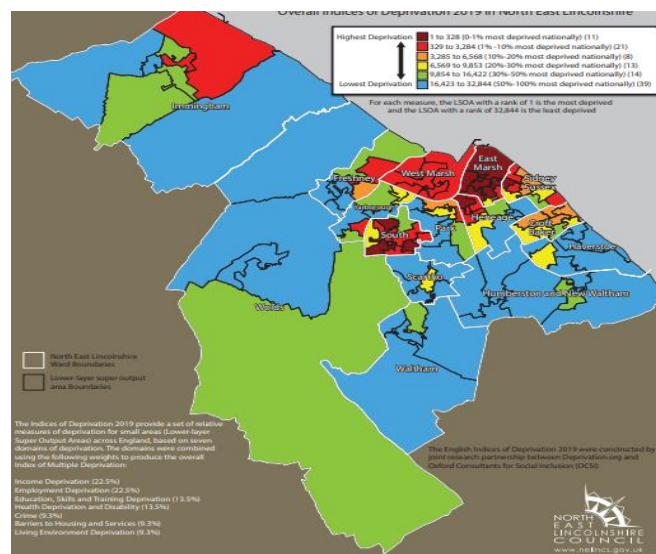 Overall Indices of Deprivation 2019 in North East Lincolnshire
Highest Deprivation
Lowest Deprivation
1 to 328 (0-1% most deprived nationally) (11)
329 to 3,284 (1% -10% most deprived nationally) (21)
3,285 to 6,568 (10%-20% most deprived nationally) (8)
6,569 to 9,853 (20%-30% most deprived nationally) (13)
9,854 to 16,422 (30%-50% most deprived nationally) (14)
16,423 to 32,844 (50%-100% most deprived nationally) (39)
For each measure, the LSOA with a rank of 1 is the most deprived
and the LSOA with a rank of 32,844 is the least deprived
Immingham
East
Marsh
West Marsh
Freshney
Sidney
Sussex
Yarborough
Heneage
South
Park
Croft
Baker
Haverstoe
Scartho
Wolds
Humberston and New Waltham
Waltham
North East Lincolnshire
Ward Boundaries
Lower-layer super output
area Boundaries
The Indices of Deprivation 2019 provide a set of relative
measures of deprivation for small areas (Lower-layer
Super Output Areas) across England, based on seven
domains of deprivation. The domains were combined
using the following weights to produce the overall
Index of Multiple Deprivation:
Income Deprivation (22.5%)
Employment Deprivation (22.5%)
Education, Skills and Training Deprivation (13.5%)
Health Deprivation and Disability (13.5%)
Crime (9.3%)
Barriers to Housing and Services (9.3%)
Living Environment Deprivation (9.3%)
The English Indices of Deprivation 2019 were constructed by
joint research partnership between Deprivation.org and
Oxford Consultants for Social Inclusion (OCSI)
NORTH
EAST
LINCOLNSHIRE
COUNCIL
www.nelincs.gov.uk